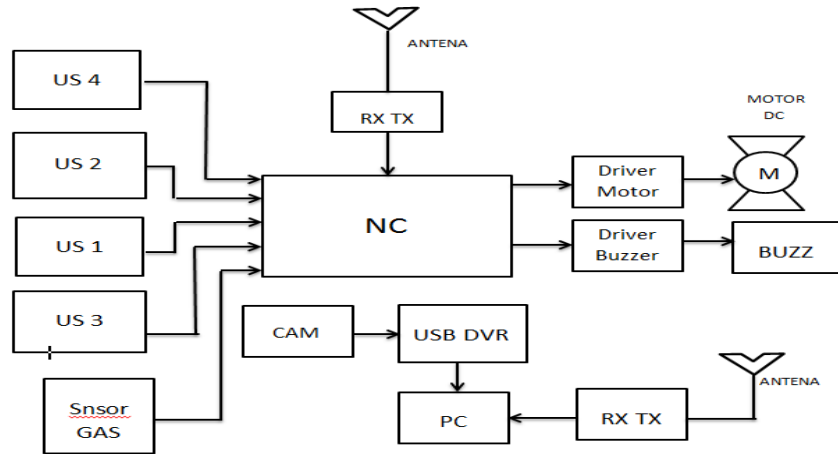 ANTENA
US 4
RX TX
MOTOR
DC
US 2
Driver
Motor
M
US 1
NC
Driver
Buzzer
BUZZ
US 3
CAM
USB DVR
Snsor
GAS
PC
RX TX
ANTENA